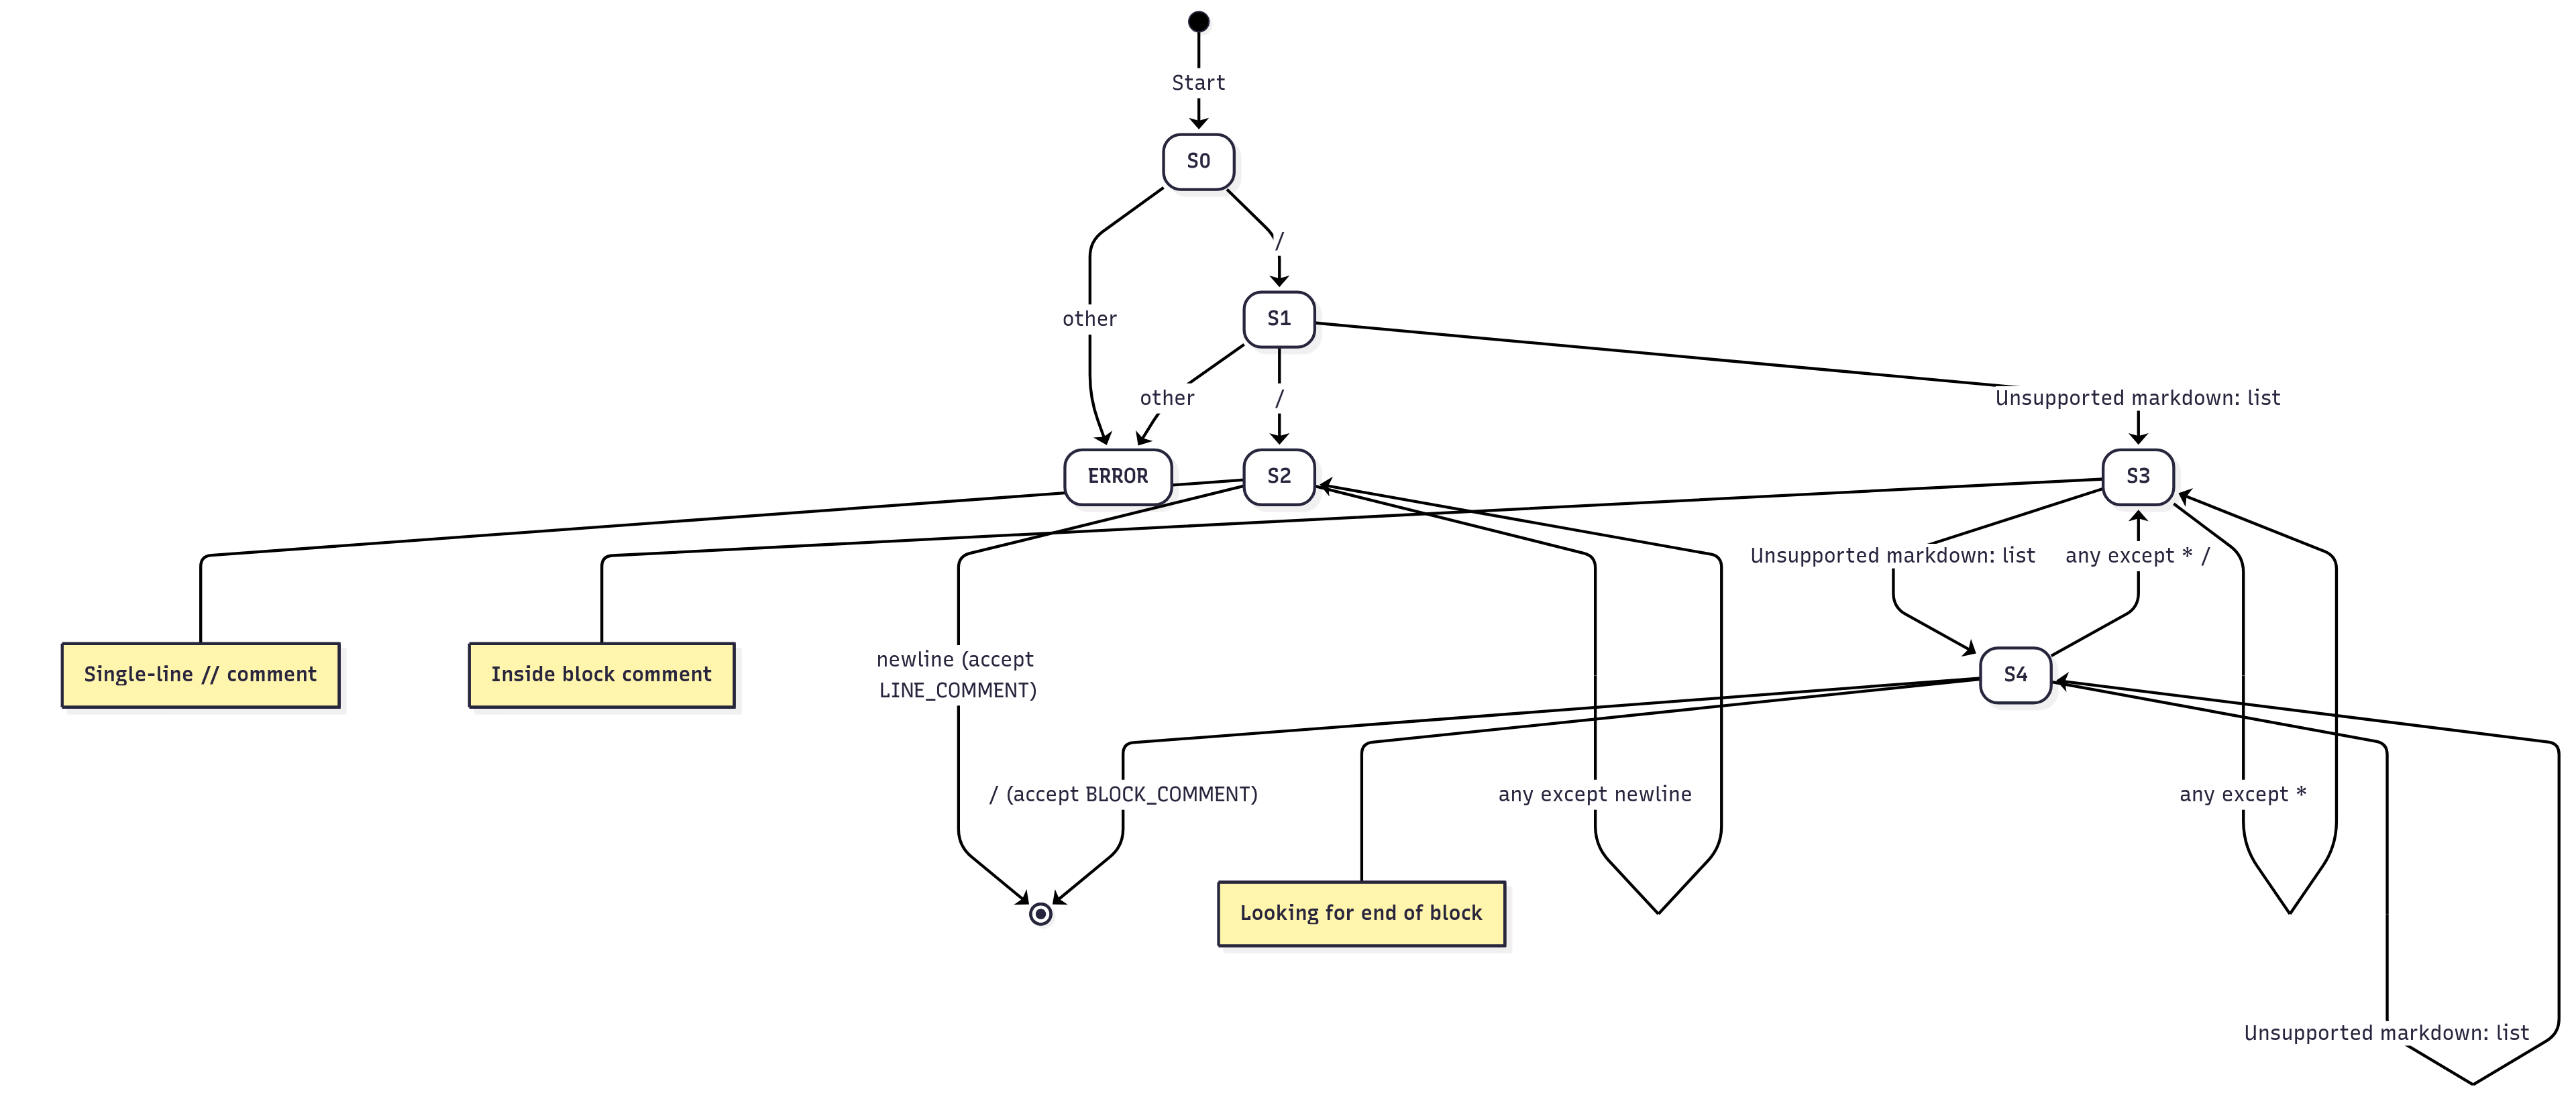 Start
S0
/
other
S1
other
/
Unsupported markdown: list
ERROR
S2
S3
Unsupported markdown: list
any except * /
Single-line // comment
Inside block comment
newline (accept
LINE_COMMENT)
S4
/ (accept BLOCK_COMMENT)
any except newline
any except *
Looking for end of block
Unsupported markdown: list